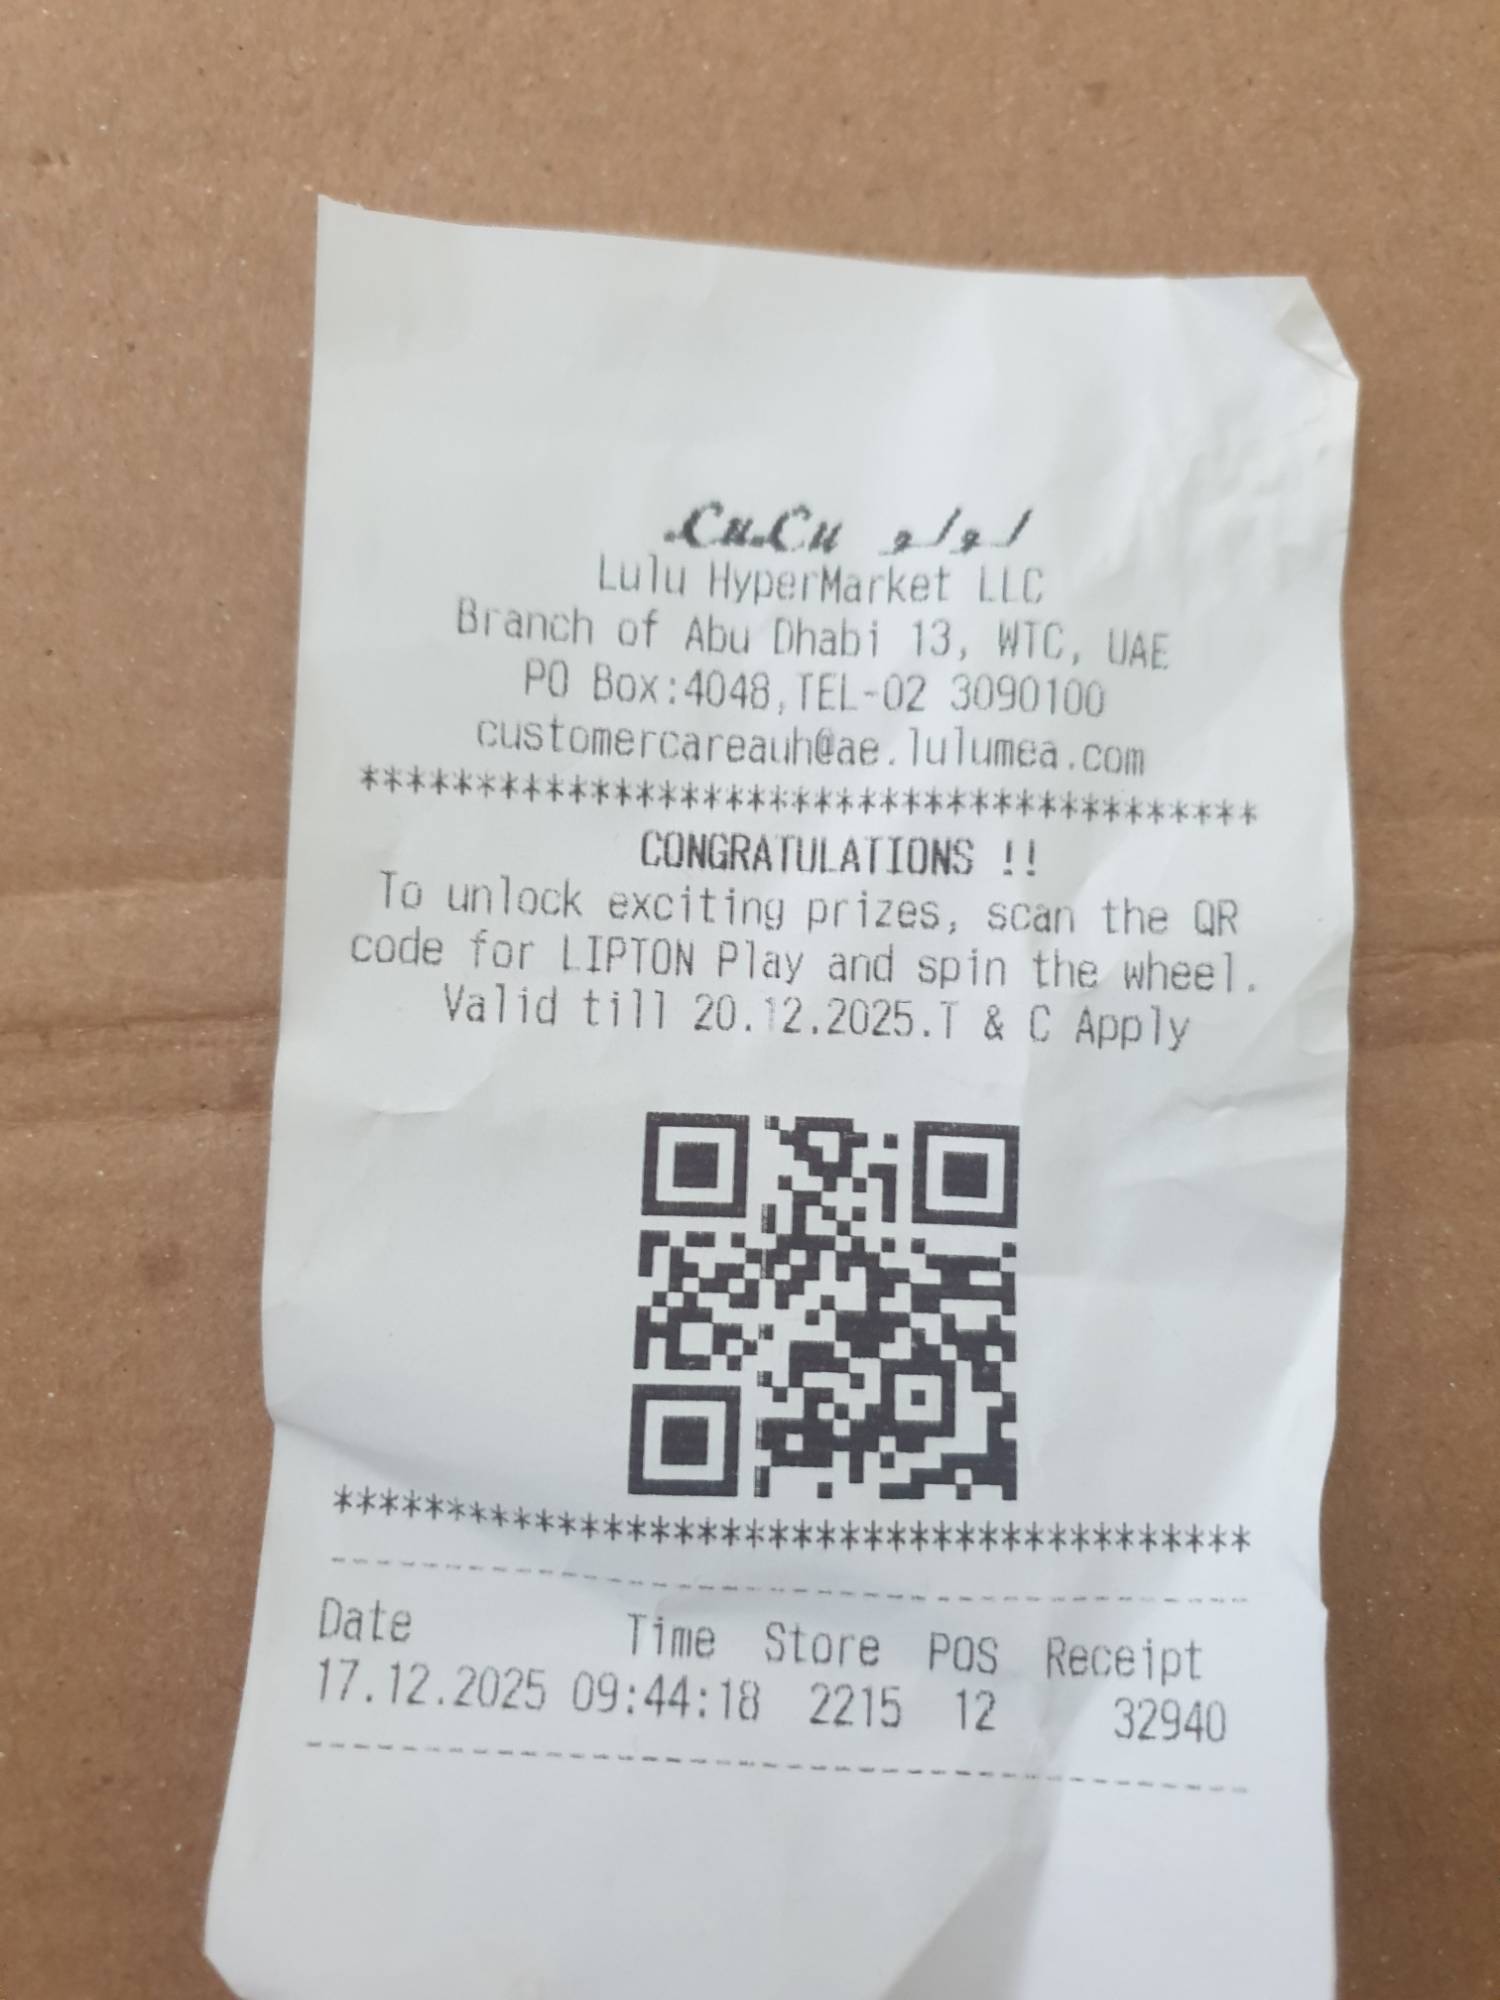 LuLu لولو
Lulu HyperMarket LLC
Branch of Abu Dhabi 13, WTC, UAE
PO Box:4048,TEL-02 3090100
customercareauh@ae.lulumea.com
***************************************
CONGRATULATIONS !!
To unlock exciting prizes, scan the QR
code for LIPTON Play and spin the wheel.
Valid till 20.12.2025.T & C Apply
***************************************
----------------------------------------
Date Time Store POS Receipt
17.12.2025 09:44:18 2215 12 32940
----------------------------------------